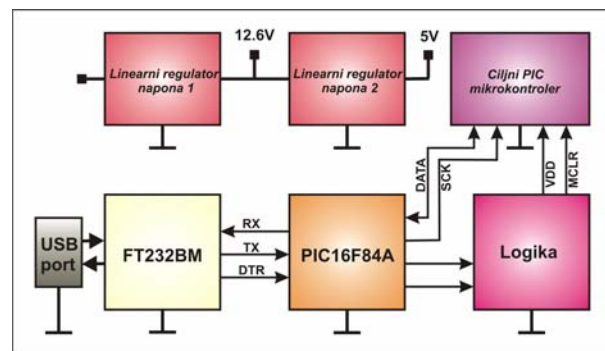 12.6V
5V
Linearni regulator
napona 1
Linearni regulator
napona 2
Ciljni PIC
mikrokontroler
DATA
SCK
VDD
MCLR
USB
port
FT232BM
RX
TX
DTR
PIC16F84A
Logika